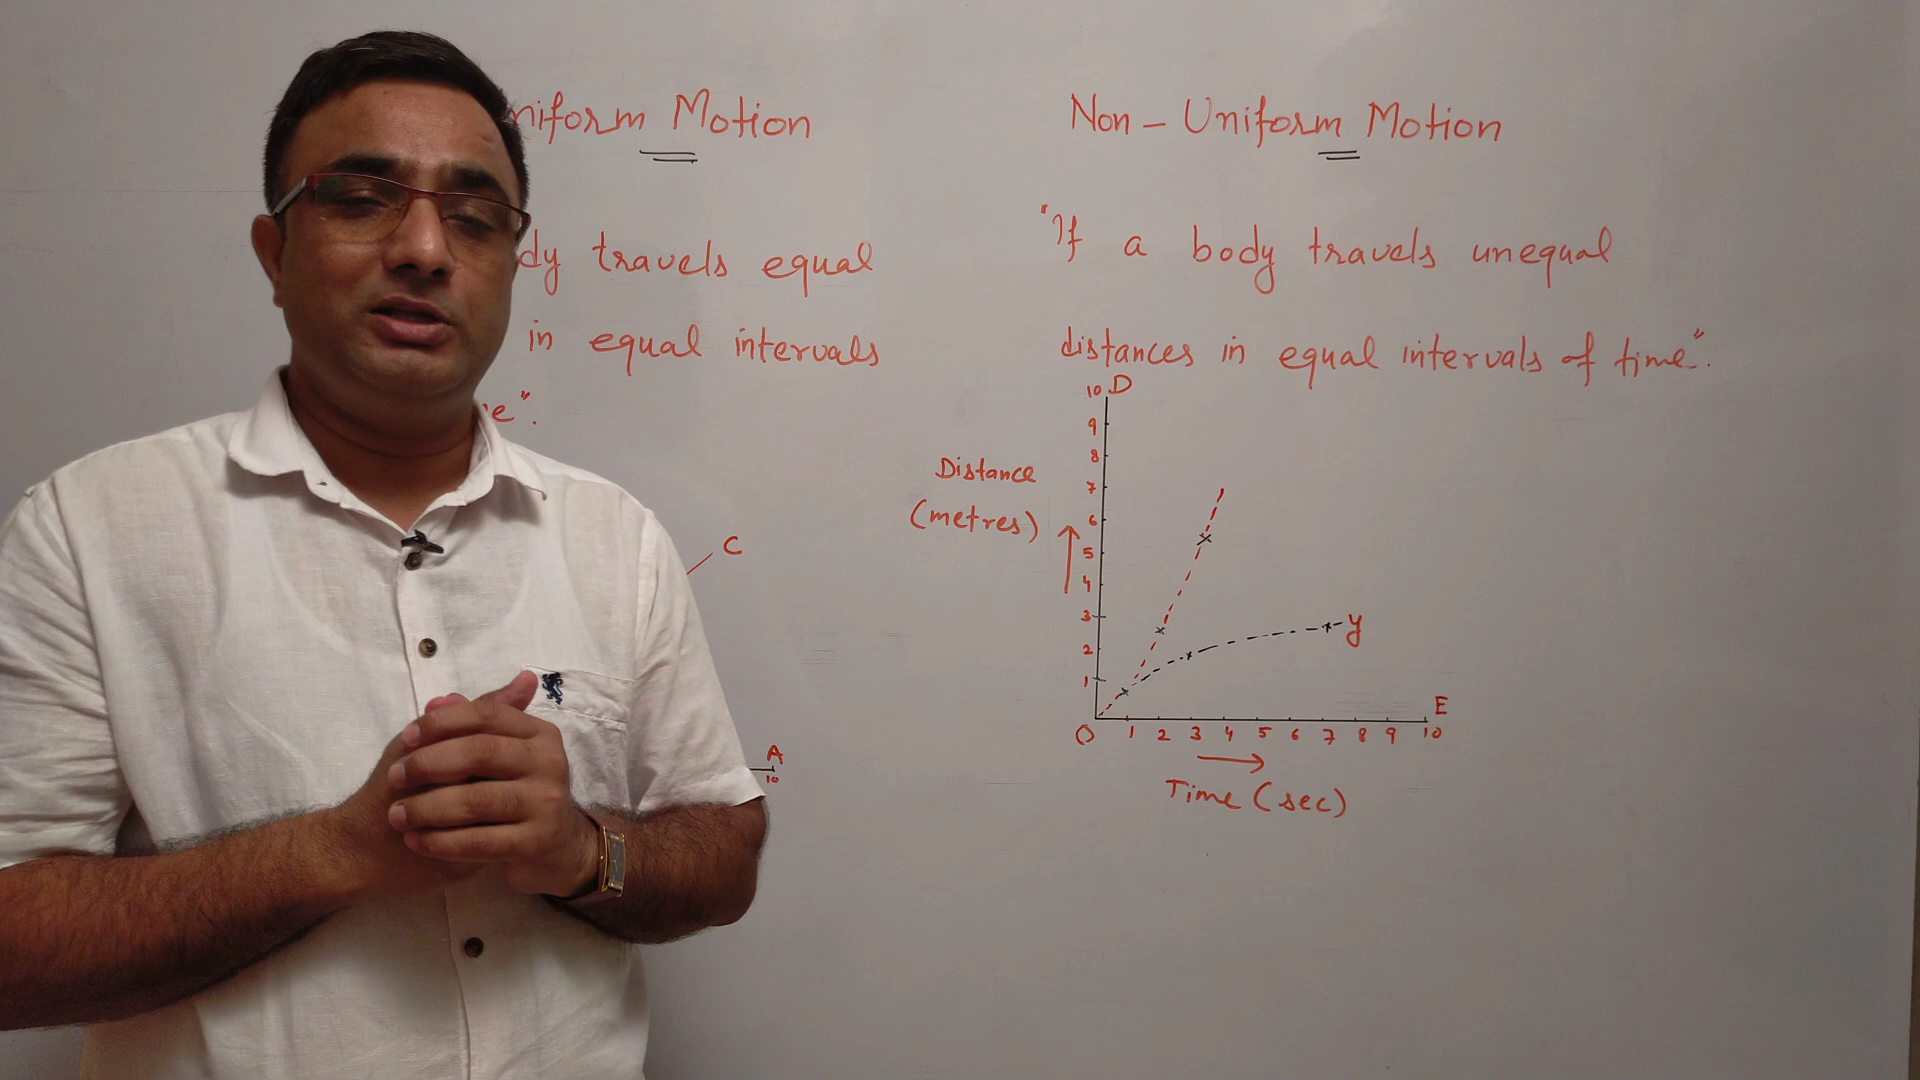 niform Motion
dy travels equal
in equal intervals
e".
C
A
10
Non-Uniform Motion
"If a body travels unequal
distances in equal intervals of time".
10 D
9
8
7
6
5
4
3
2
1
Distance
(metres)
y
E
O 1 2 3 4 5 6 7 8 9 10
Time (sec)